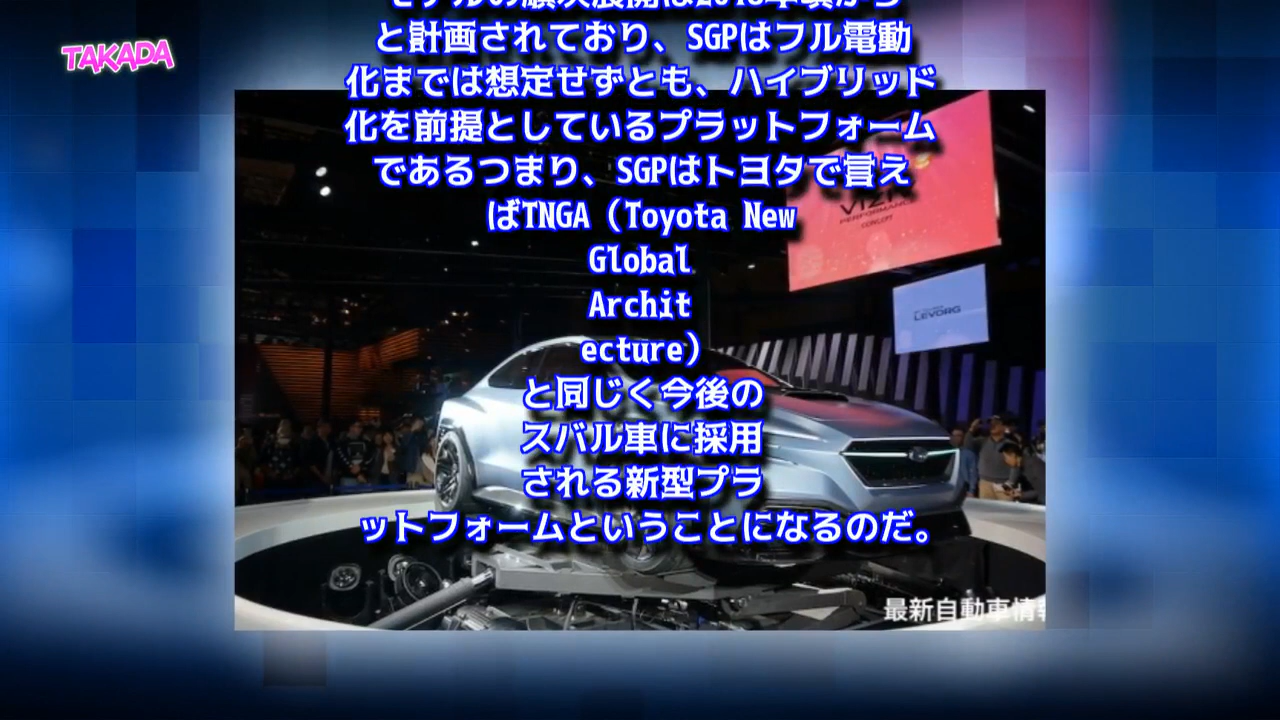 TAKADA
と計画されており、SGPはフル電動
化までは想定せずとも、ハイブリッド
化を前提としているプラットフォーム
であるつまり、SGPはトヨタで言え
ばTNGA（Toyota New
Global
Archit
ecture）
と同じく今後の
スバル車に採用
される新型プラ
ットフォームということになるのだ。
PERFORMANCE
CONCEPT
LEVORG
最新自動車情